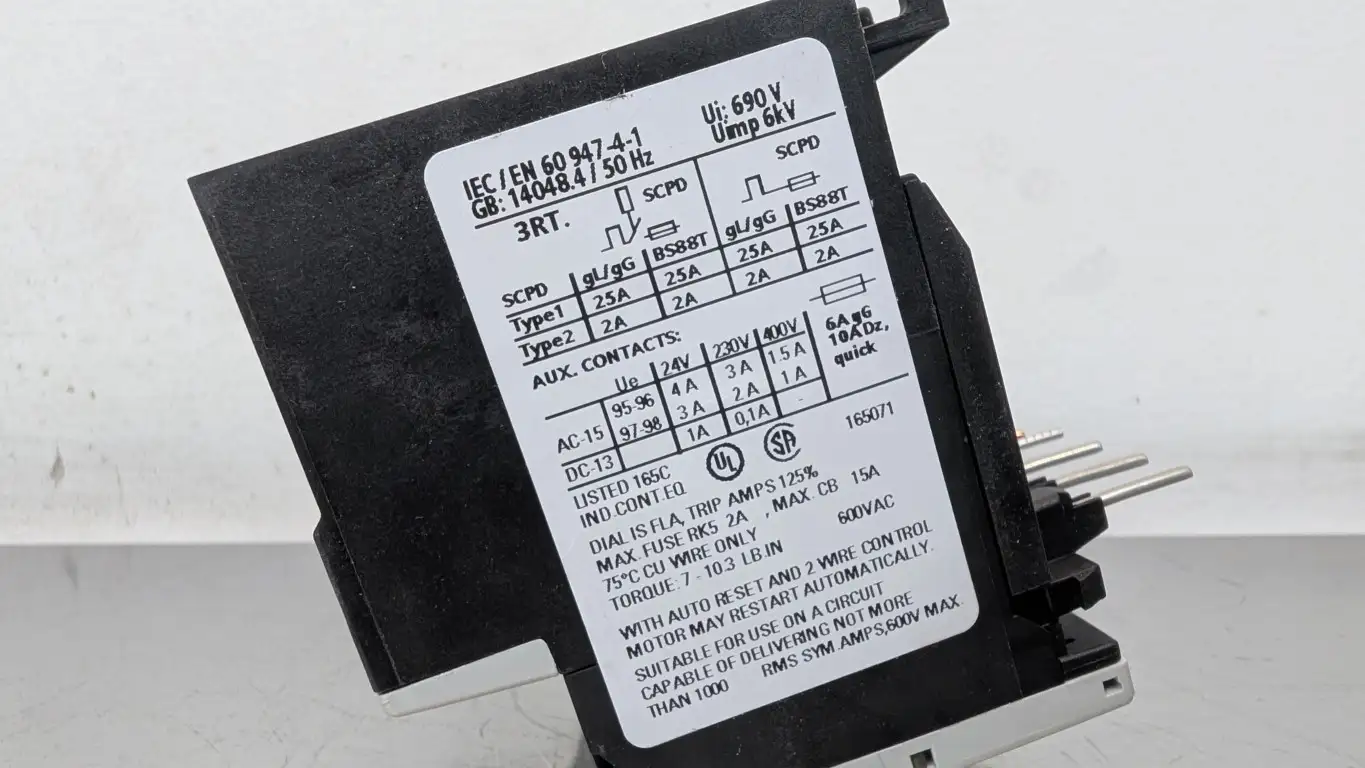 IEC/EN 60 947-4-1 Ui: 690 V
GB: 14048.4 / 50 Hz Uimp 6kV
3RT. SCPD SCPD
SCPD gL/gG BS88T gL/gG BS88T
Type1 25A 25A 25A 25A
Type2 2A 2A 2A 2A
AUX. CONTACTS:
Ue 24V 230V 400V 6A gG
AC-15 95-96 4 A 3 A 1.5 A 10A Dz,
97-98 3 A 2 A 1 A quick
DC-13 1A 0,1A -
LISTED 165C UL SA 165071
IND.CONT.EQ
DIAL IS FLA, TRIP AMPS 125%
MAX. FUSE RK5 2A , MAX. CB 15A
75°C CU WIRE ONLY 600VAC
TORQUE: 7 - 10.3 LB.IN
WITH AUTO RESET AND 2 WIRE CONTROL
MOTOR MAY RESTART AUTOMATICALLY.
SUITABLE FOR USE ON A CIRCUIT
CAPABLE OF DELIVERING NOT MORE
THAN 1000 RMS SYM.AMPS,600V MAX.